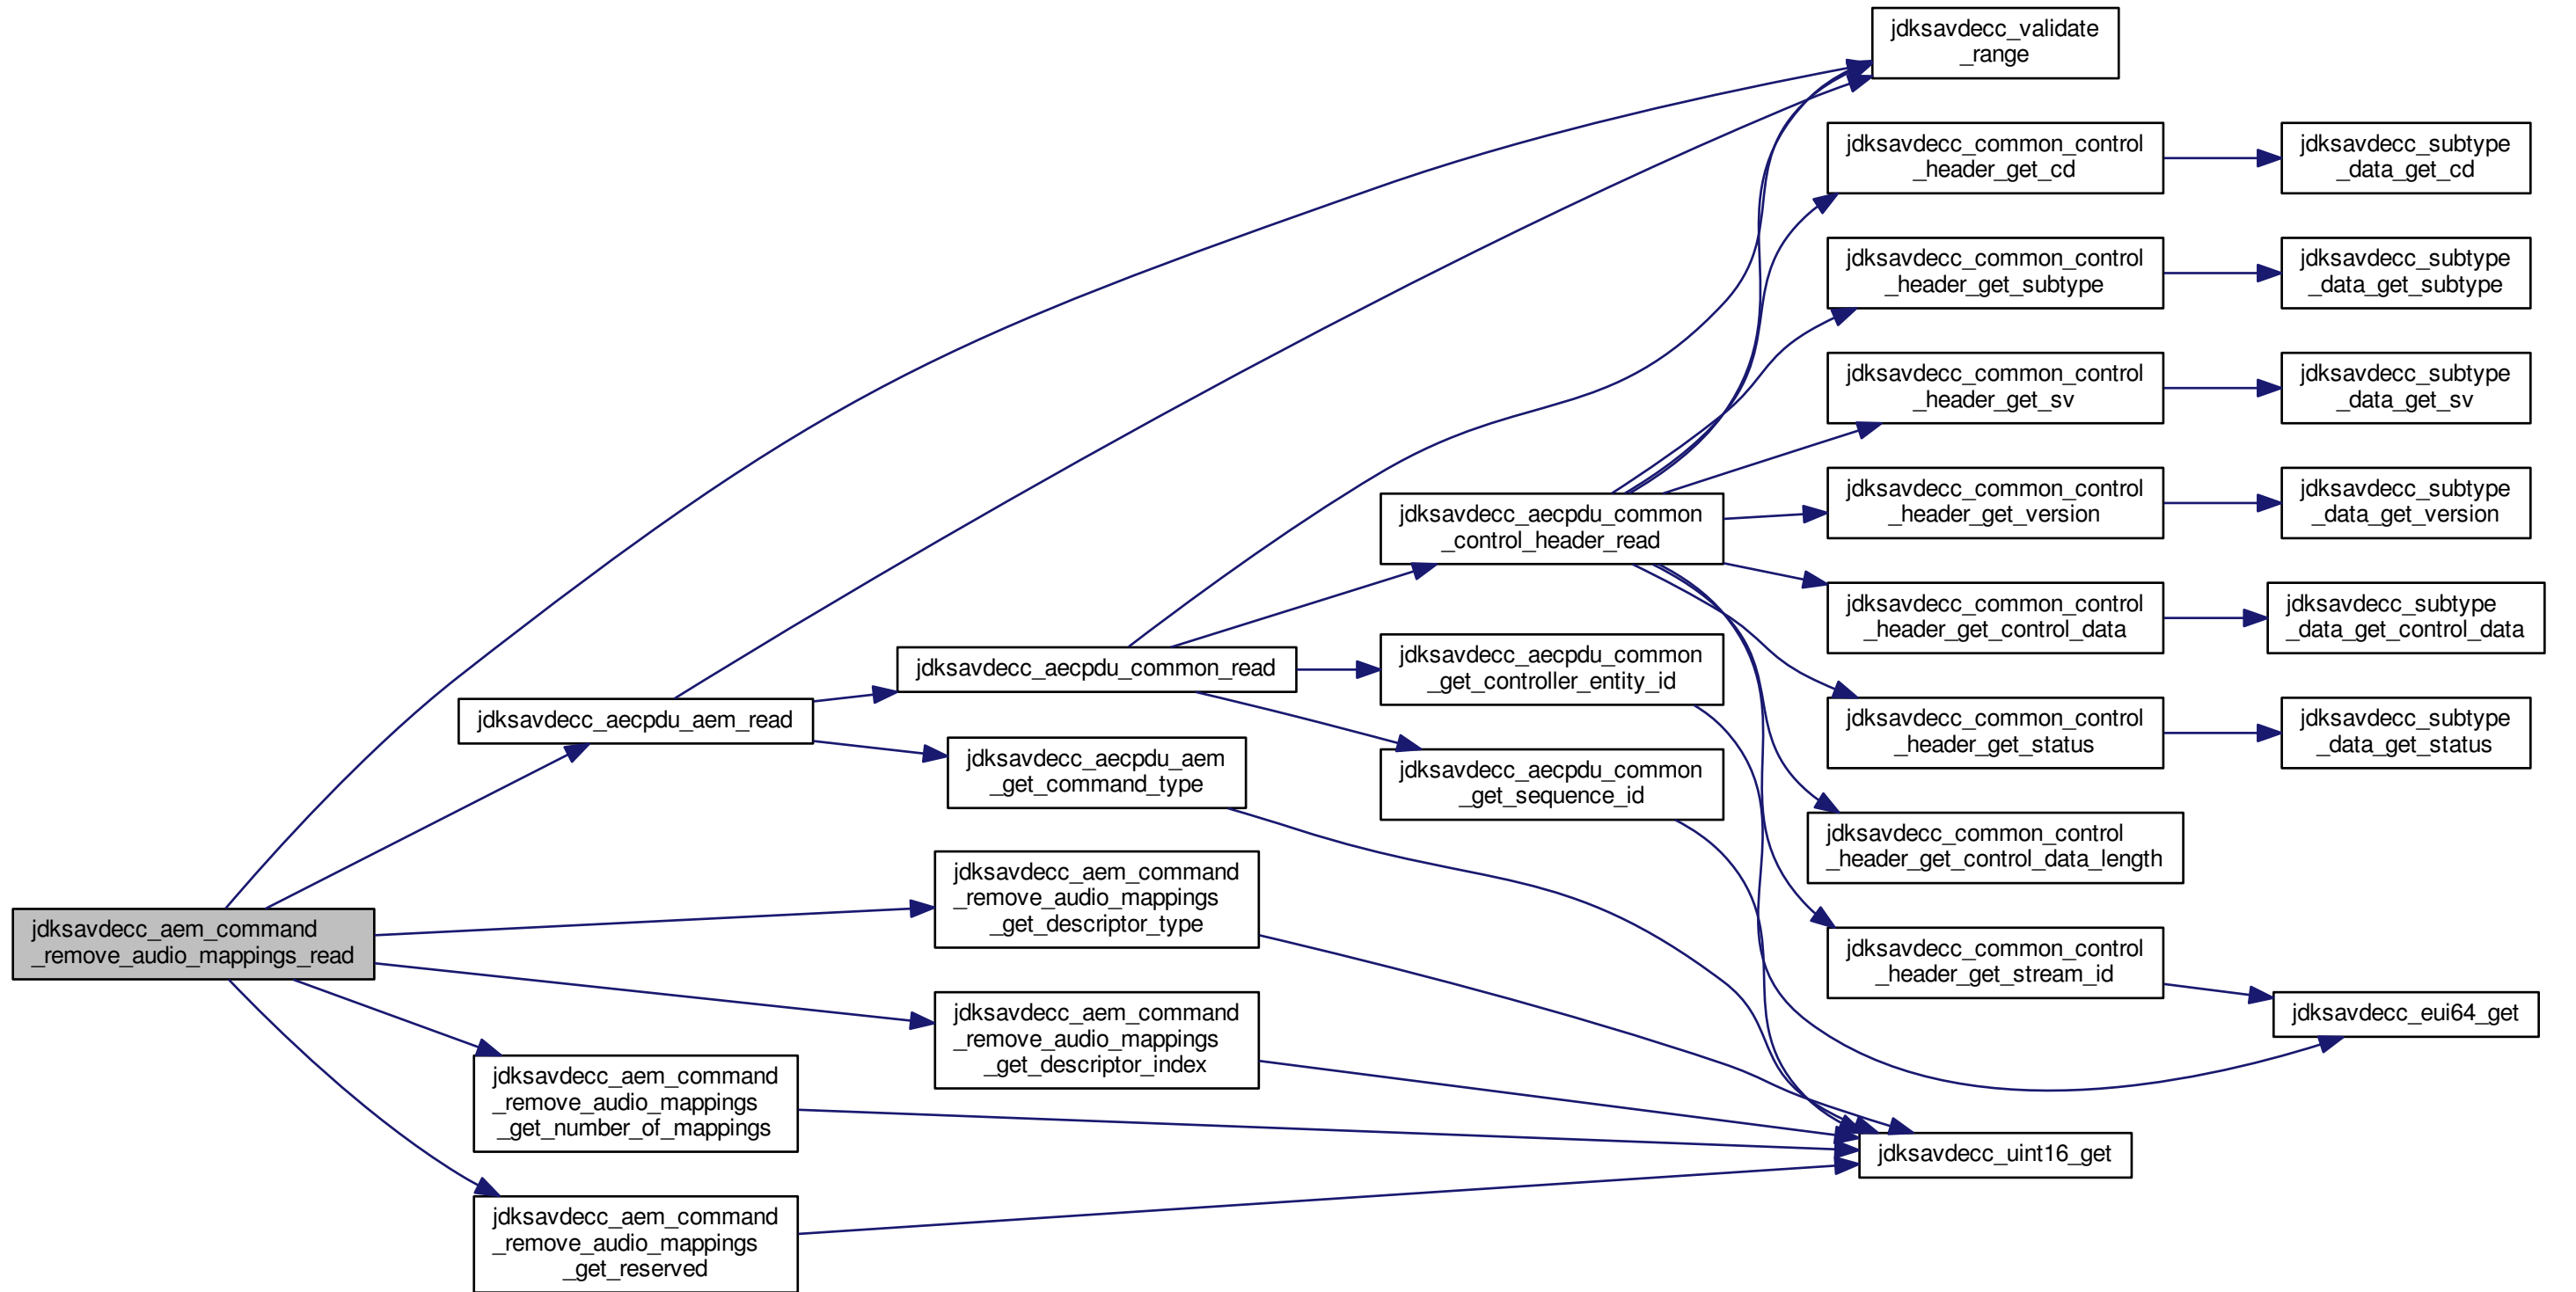 jdksavdecc_aem_command
_remove_audio_mappings_read
jdksavdecc_aecpdu_aem_read
jdksavdecc_aem_command
_remove_audio_mappings
_get_number_of_mappings
jdksavdecc_aem_command
_remove_audio_mappings
_get_reserved
jdksavdecc_aecpdu_common_read
jdksavdecc_aecpdu_aem
_get_command_type
jdksavdecc_aem_command
_remove_audio_mappings
_get_descriptor_type
jdksavdecc_aem_command
_remove_audio_mappings
_get_descriptor_index
jdksavdecc_aecpdu_common
_control_header_read
jdksavdecc_aecpdu_common
_get_controller_entity_id
jdksavdecc_aecpdu_common
_get_sequence_id
jdksavdecc_validate
_range
jdksavdecc_common_control
_header_get_cd
jdksavdecc_common_control
_header_get_subtype
jdksavdecc_common_control
_header_get_sv
jdksavdecc_common_control
_header_get_version
jdksavdecc_common_control
_header_get_control_data
jdksavdecc_common_control
_header_get_status
jdksavdecc_common_control
_header_get_control_data_length
jdksavdecc_common_control
_header_get_stream_id
jdksavdecc_uint16_get
jdksavdecc_subtype
_data_get_cd
jdksavdecc_subtype
_data_get_subtype
jdksavdecc_subtype
_data_get_sv
jdksavdecc_subtype
_data_get_version
jdksavdecc_subtype
_data_get_control_data
jdksavdecc_subtype
_data_get_status
jdksavdecc_eui64_get